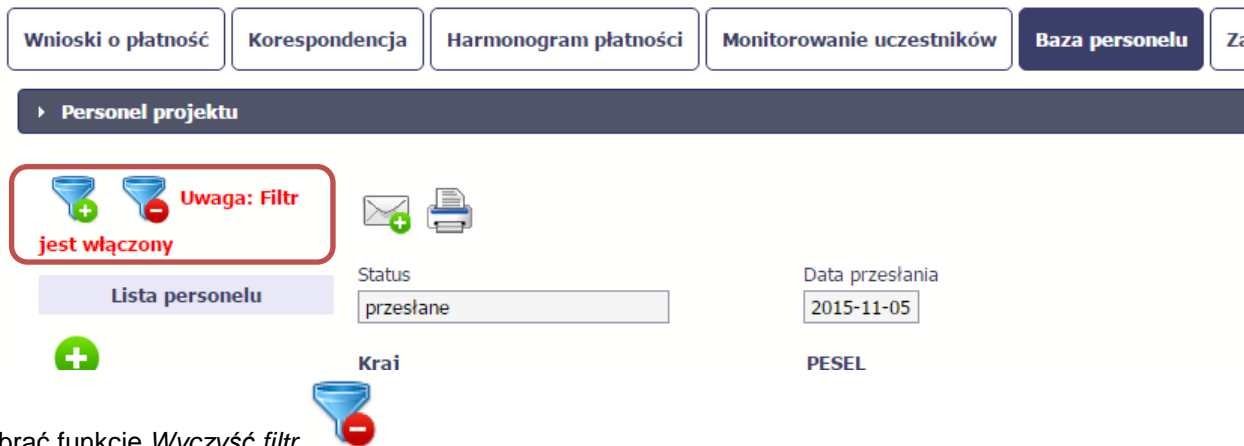 Wnioski o płatność Korespondencja Harmonogram płatności Monitorowanie uczestników Baza personelu
Personel projektu
Uwaga: Filtr
jest włączony
Status Data przesłania
Lista personelu
przesłane 2015-11-05
Kraj PESEL
funkcję Wyczyść filtr